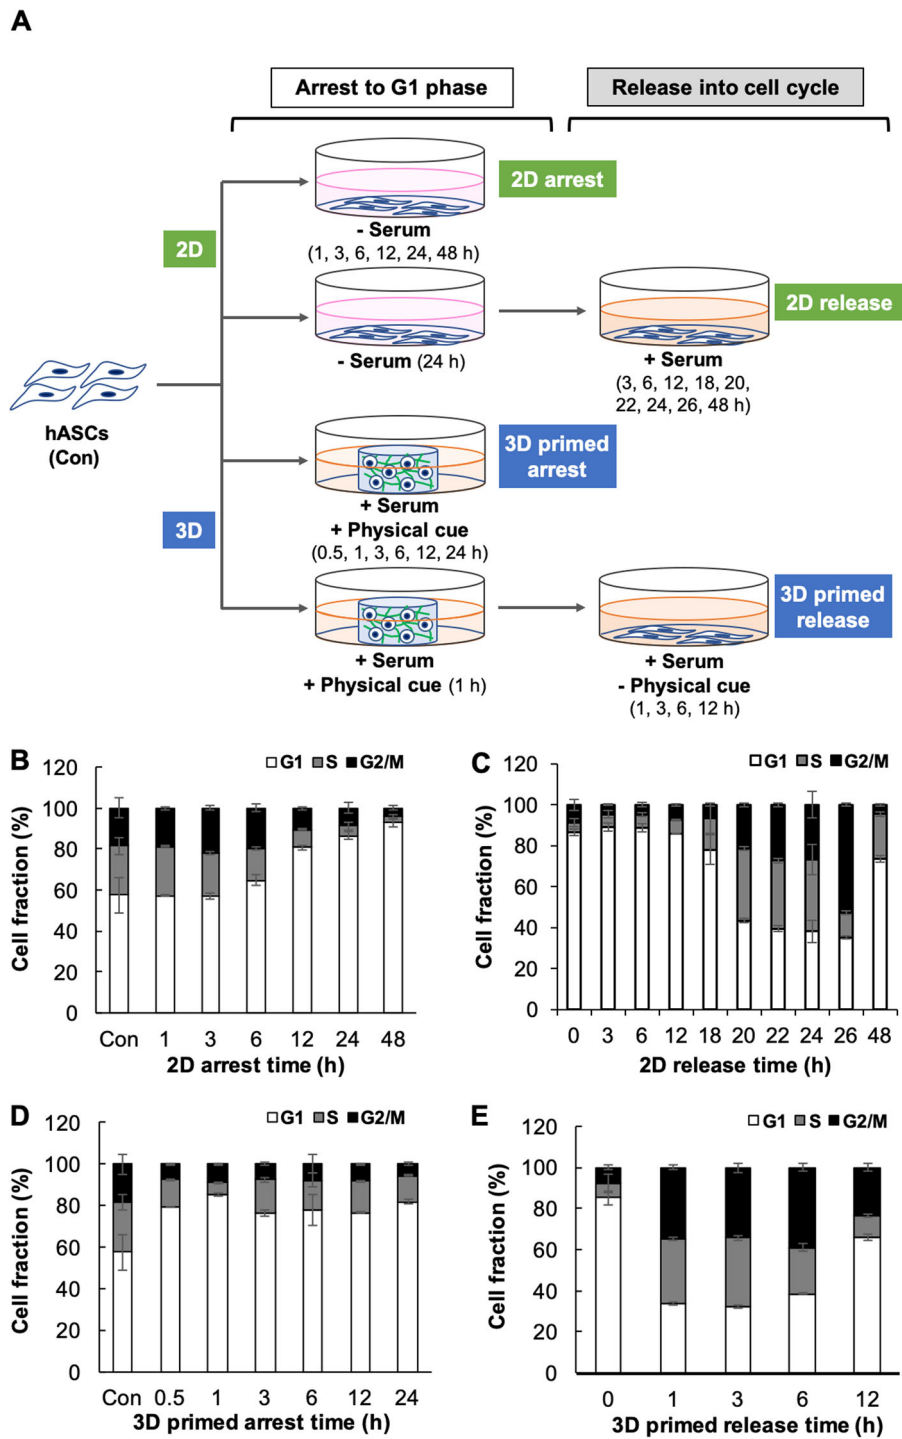 A
Arrest to G1 phase
Release into cell cycle
2D arrest
- Serum
(1, 3, 6, 12, 24, 48 h)
2D
2D release
- Serum (24 h)
+ Serum
(3, 6, 12, 18, 20,
22, 24, 26, 48 h)
hASCs
(Con)
3D primed
arrest
+ Serum
+ Physical cue
(0.5, 1, 3, 6, 12, 24 h)
3D
3D primed
release
+ Serum
+ Physical cue (1 h)
+ Serum
- Physical cue
(1, 3, 6, 12 h)
B
G1 S G2/M
120
100
80
60
40
20
0
Cell fraction (%)
Con 1 3 6 12 24 48
2D arrest time (h)
C
G1 S G2/M
120
100
80
60
40
20
0
Cell fraction (%)
0 3 6 12 18 20 22 24 26 48
2D release time (h)
D
G1 S G2/M
120
100
80
60
40
20
0
Cell fraction (%)
Con 0.5 1 3 6 12 24
3D primed arrest time (h)
E
G1 S G2/M
120
100
80
60
40
20
0
Cell fraction (%)
0 1 3 6 12
3D primed release time (h)